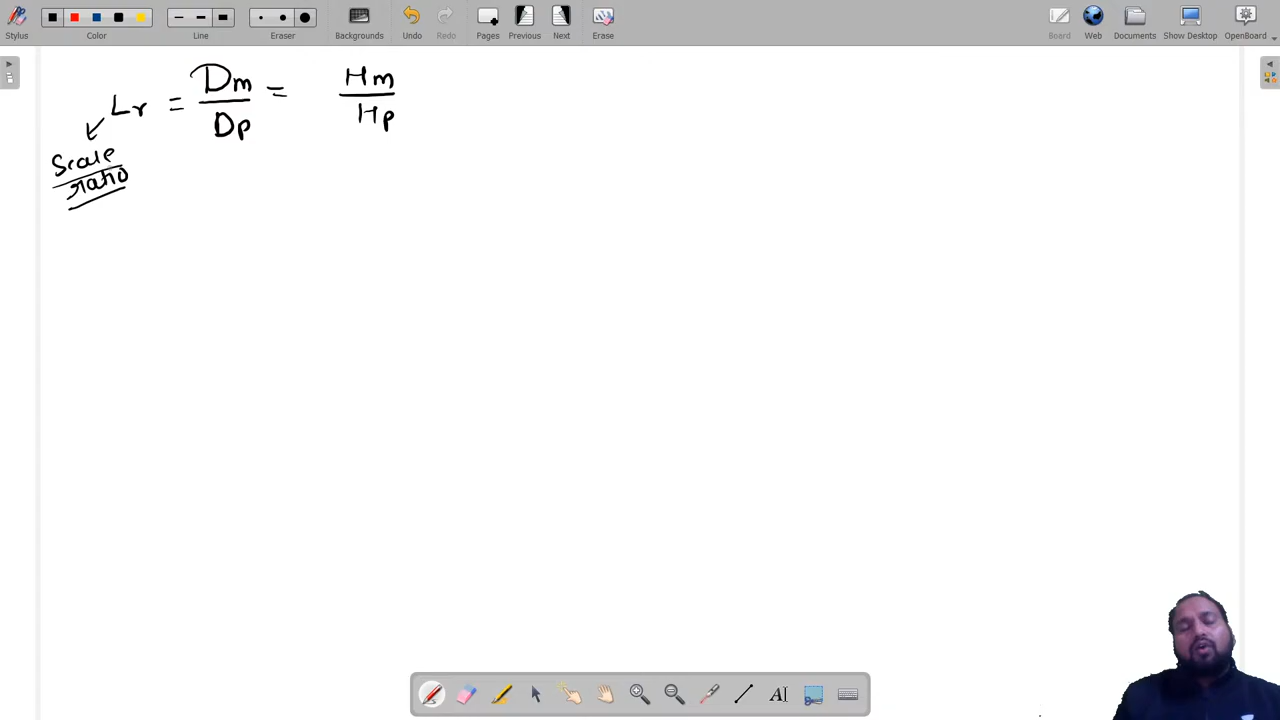 Stylus
Color
Line
Eraser
Backgrounds
Undo
Redo
Pages
Previous
Next
Erase
Board
Web
Documents
Show Desktop
OpenBoard
Lr = Dm/Dp = Hm/Hp
Scale
ratio